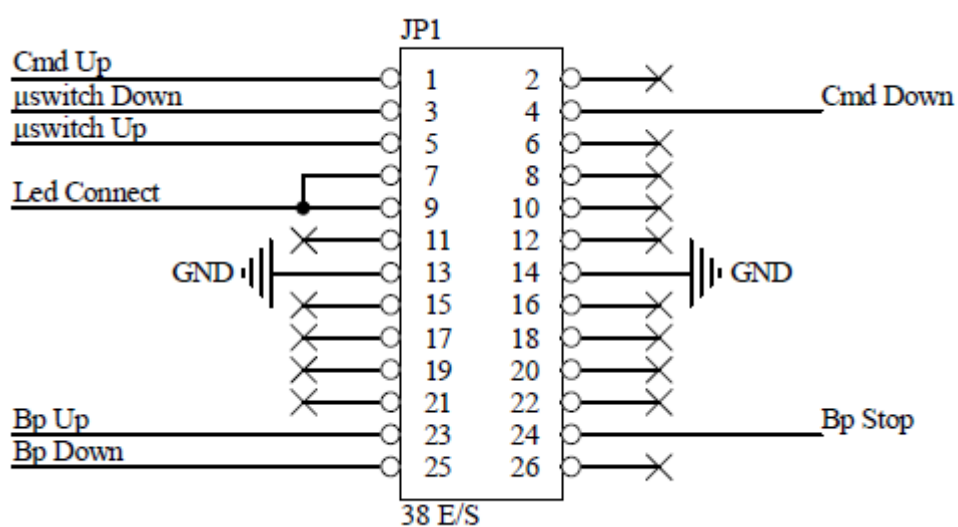 JP1
Cmd Up
1 2
µswitch Down
3 4 Cmd Down
µswitch Up
5 6
7 8
Led Connect
9 10
11 12
GND 13 14 GND
15 16
17 18
19 20
21 22
Bp Up
23 24 Bp Stop
Bp Down
25 26
38 E/S